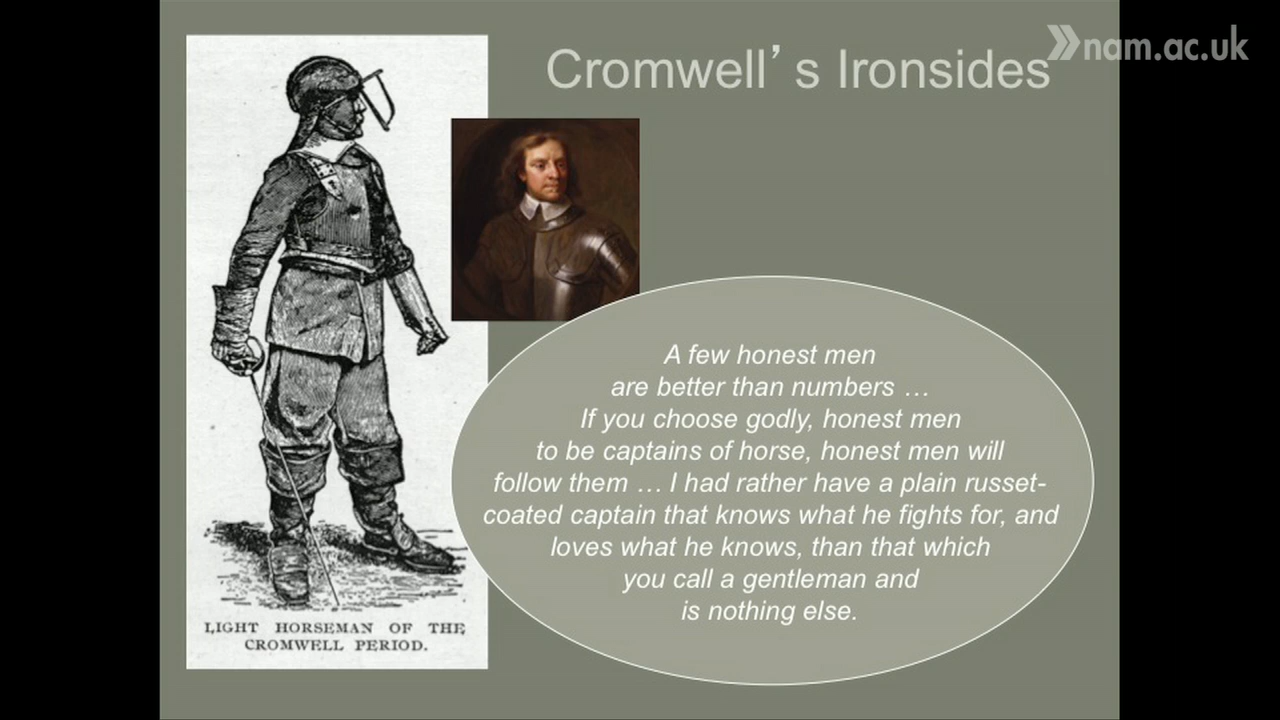 Cromwell’s Ironsides
nam.ac.uk
A few honest men
are better than numbers …
If you choose godly, honest men
to be captains of horse, honest men will
follow them … I had rather have a plain russet-
coated captain that knows what he fights for, and
loves what he knows, than that which
you call a gentleman and
is nothing else.
LIGHT HORSEMAN OF THE
CROMWELL PERIOD.